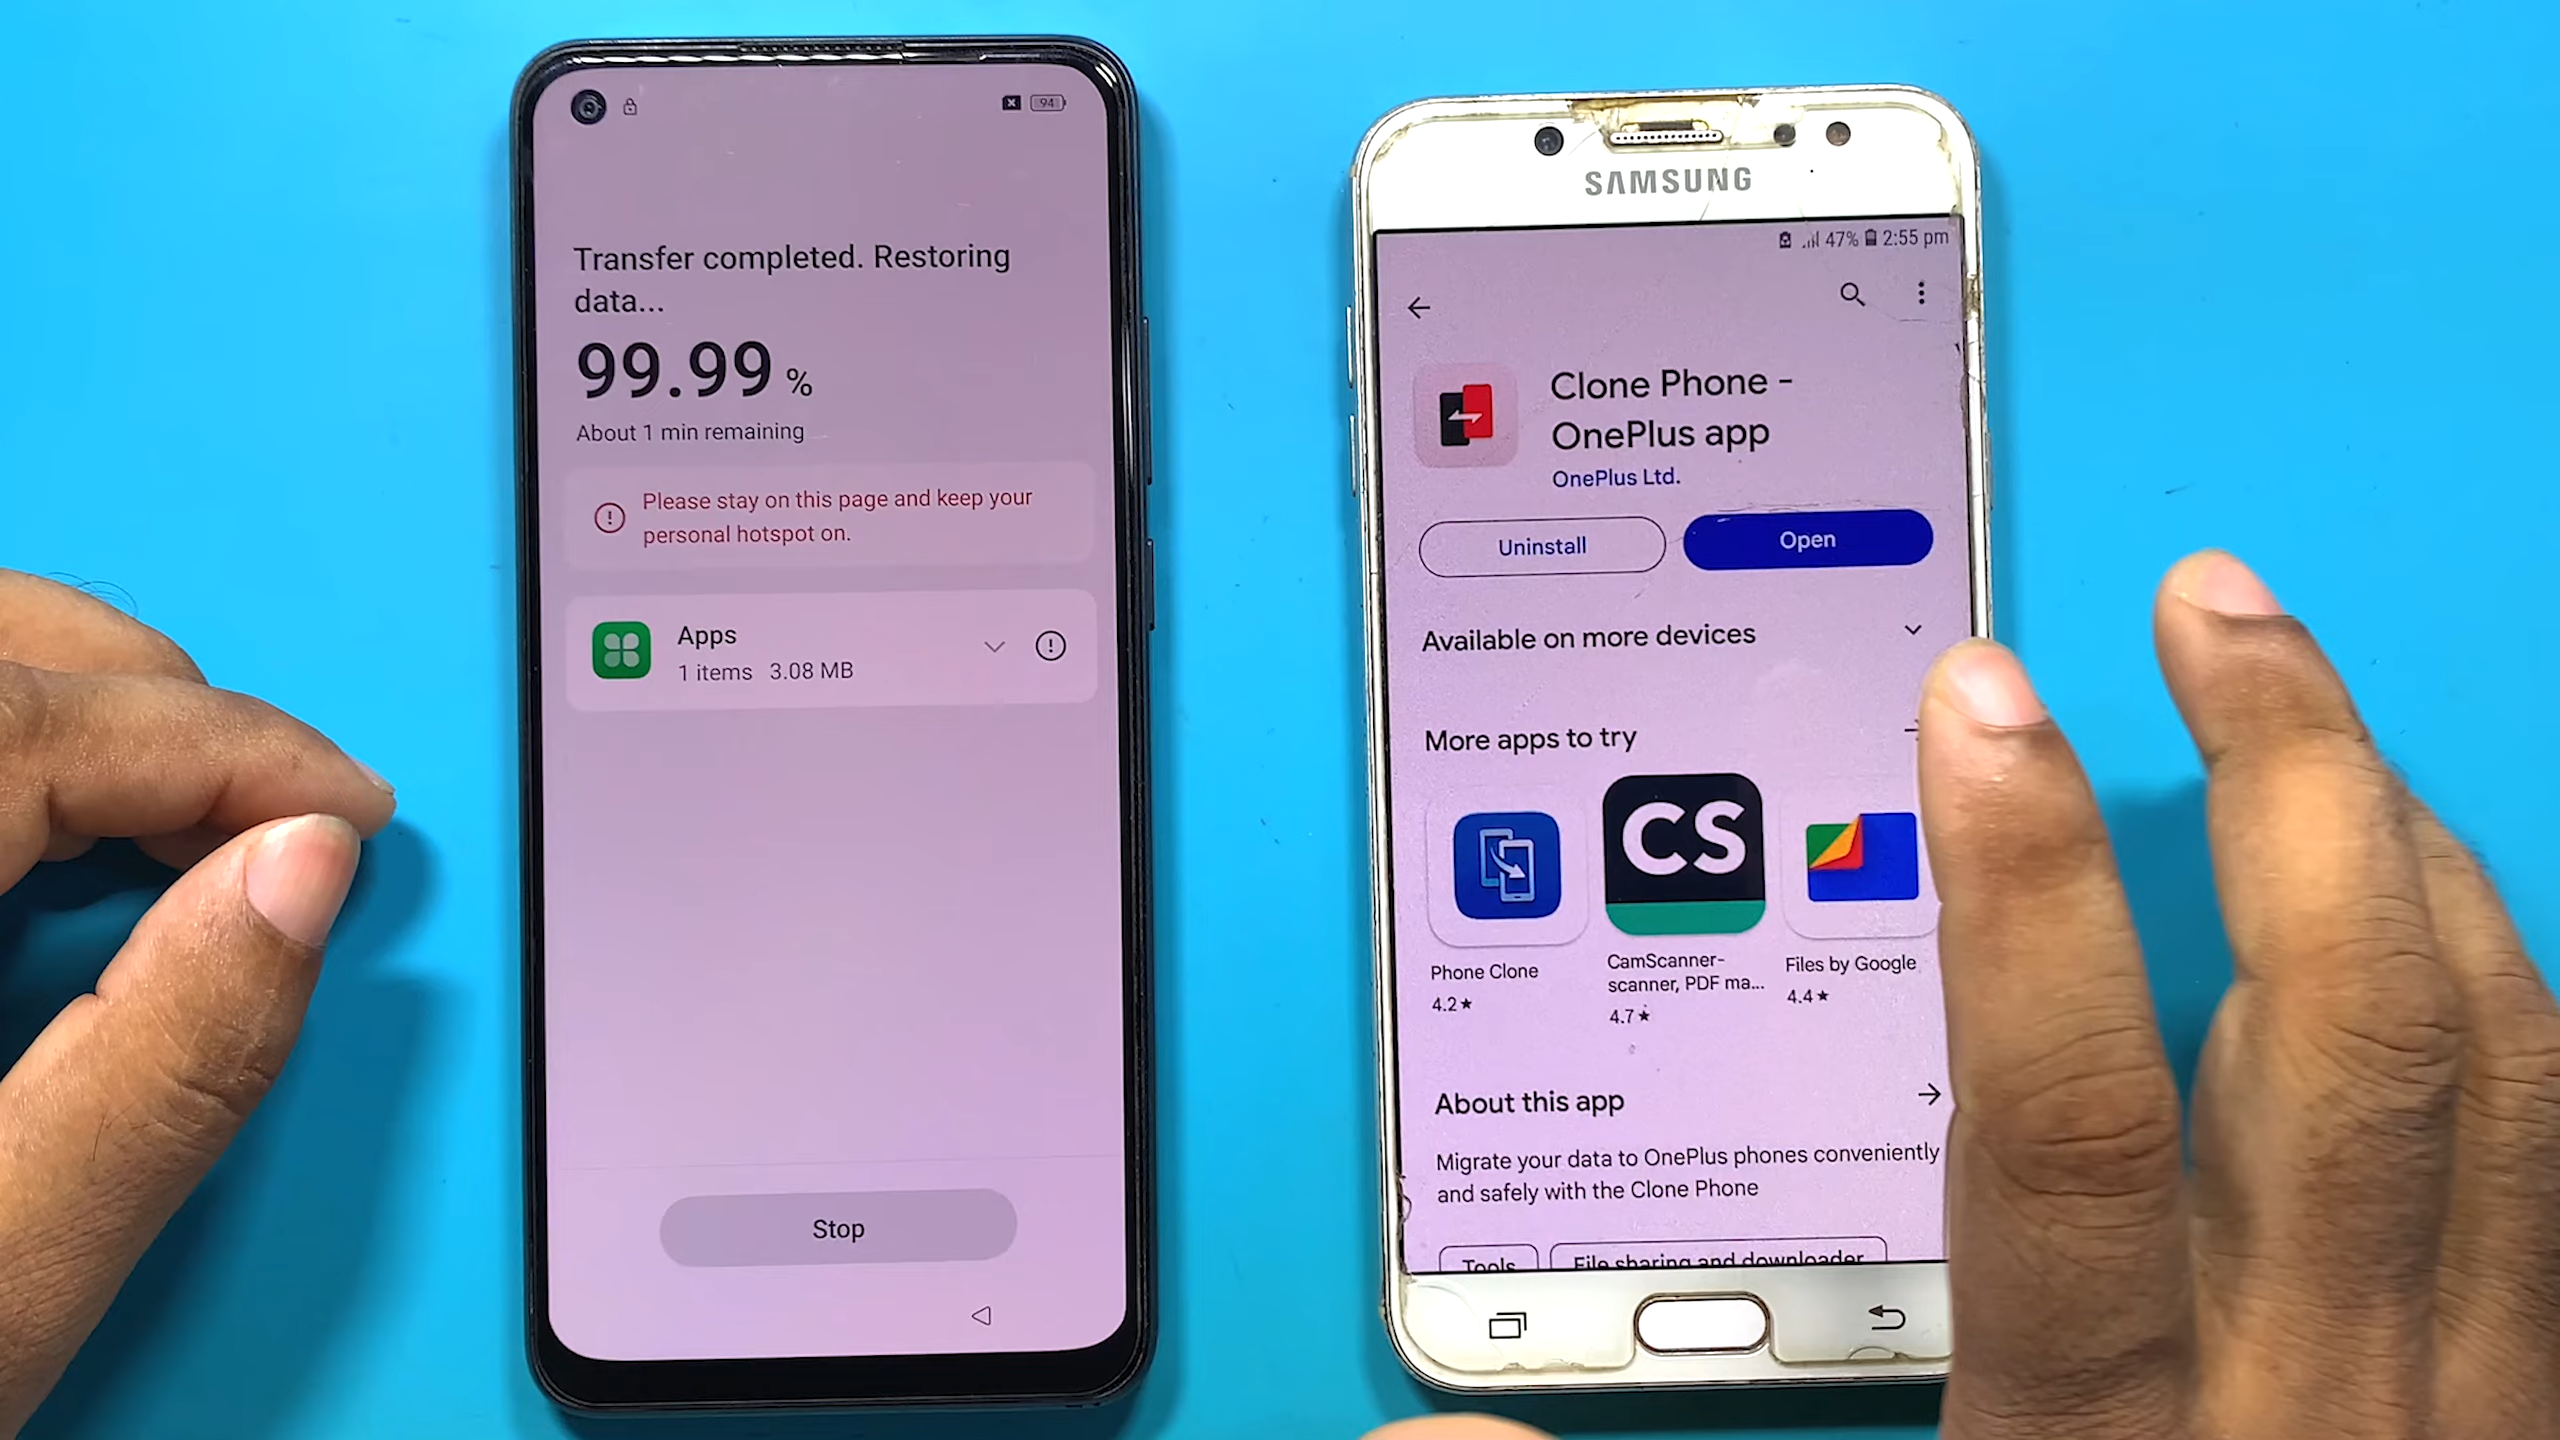 94
Transfer completed. Restoring
data...
99.99 %
About 1 min remaining
Please stay on this page and keep your
personal hotspot on.
Apps
1 items 3.08 MB
Stop
SAMSUNG
47% 2:55 pm
Clone Phone -
OnePlus app
OnePlus Ltd.
Uninstall Open
Available on more devices
More apps to try
CS
Phone Clone
4.2★
CamScanner-
scanner, PDF ma...
4.7★
Files by Google
4.4★
About this app
Migrate your data to OnePlus phones conveniently
and safely with the Clone Phone
Tools File sharing and downloader